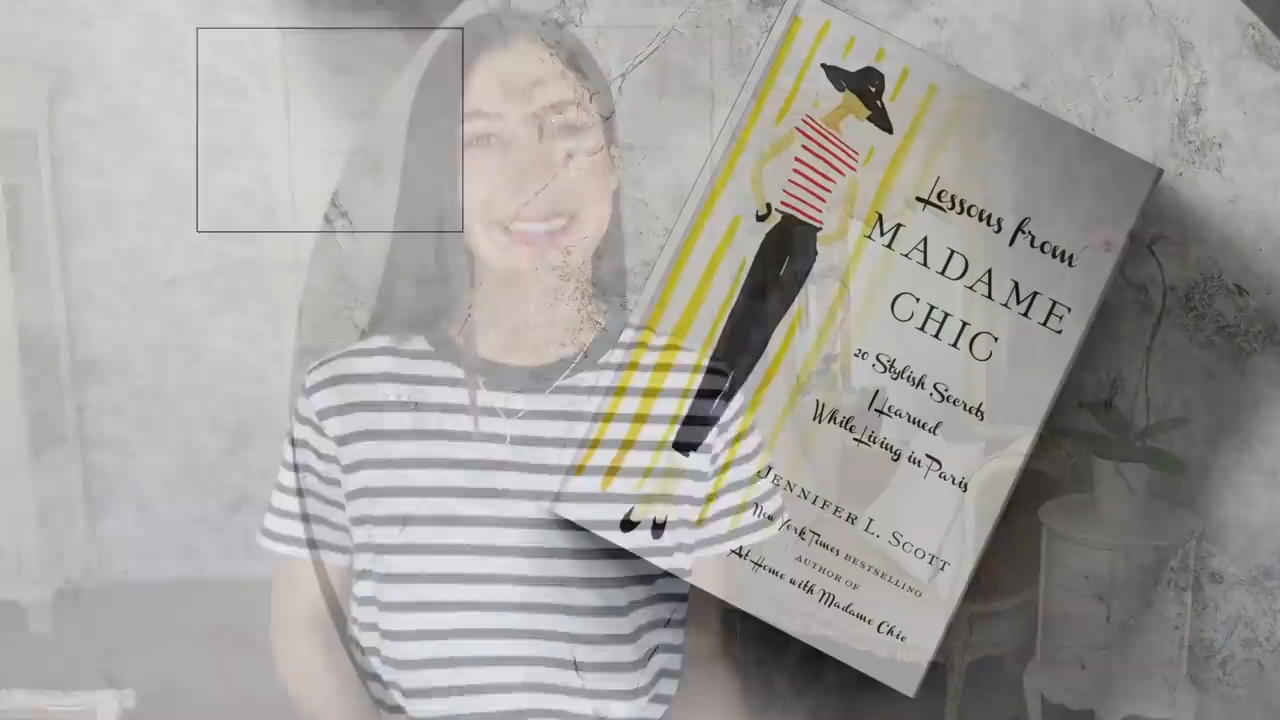 Lessons from
MADAME
CHIC
20 Stylish Secrets
I Learned
While Living in Paris
JENNIFER L. SCOTT
New York Times BESTSELLING
AUTHOR OF
At Home with Madame Chic